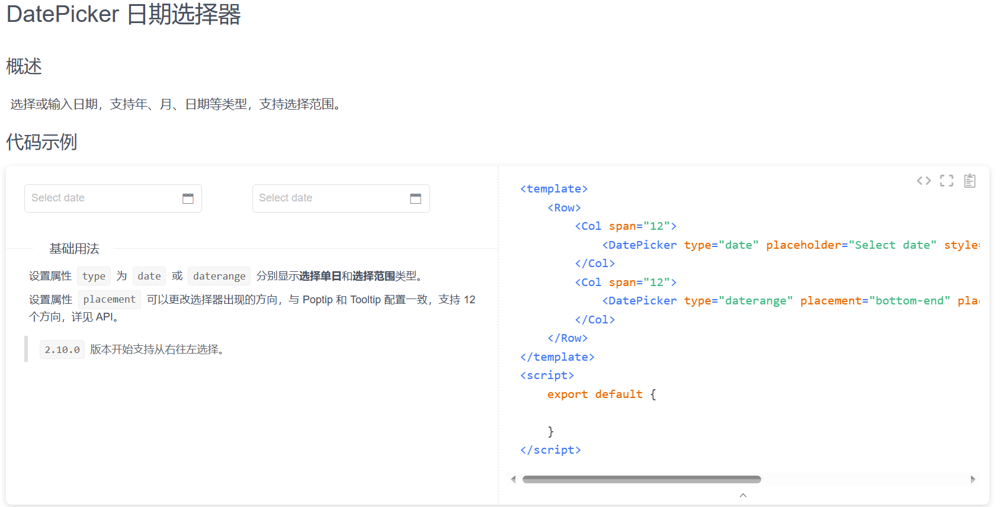 DatePicker 日期选择器
概述
选择或输入日期，支持年、月、日期等类型，支持选择范围。
代码示例
Select date
Select date
基础用法
设置属性 type 为 date 或 daterange 分别显示选择单日和选择范围类型。
设置属性 placement 可以更改选择器出现的方向，与 Poptip 和 Tooltip 配置一致，支持 12
个方向，详见 API。
2.10.0 版本开始支持从右往左选择。
<template>
    <Row>
        <Col span="12">
            <DatePicker type="date" placeholder="Select date" style=
        </Col>
        <Col span="12">
            <DatePicker type="daterange" placement="bottom-end" pla
        </Col>
    </Row>
</template>
<script>
    export default {
    }
</script>